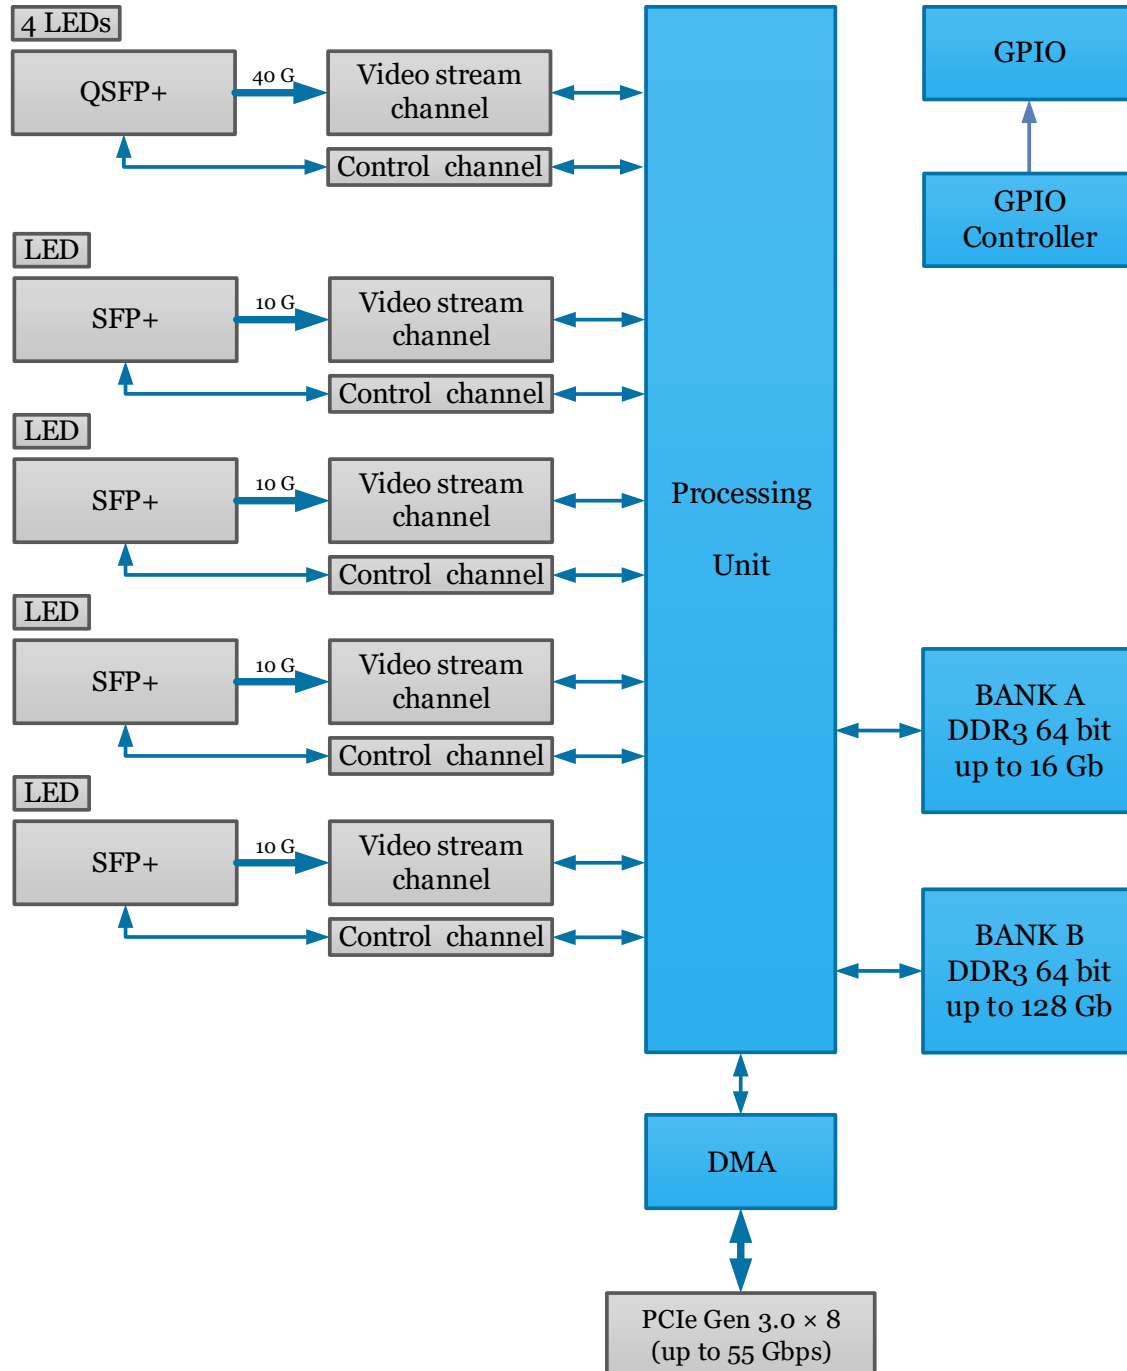 4 LEDs
QSFP+
40 G
Video stream
channel
Control channel
LED
SFP+
10 G
Video stream
channel
Control channel
LED
SFP+
10 G
Video stream
channel
Control channel
LED
SFP+
10 G
Video stream
channel
Control channel
LED
SFP+
10 G
Video stream
channel
Control channel
Processing
Unit
GPIO
GPIO
Controller
BANK A
DDR3 64 bit
up to 16 Gb
BANK B
DDR3 64 bit
up to 128 Gb
DMA
PCIe Gen 3.0 × 8
(up to 55 Gbps)